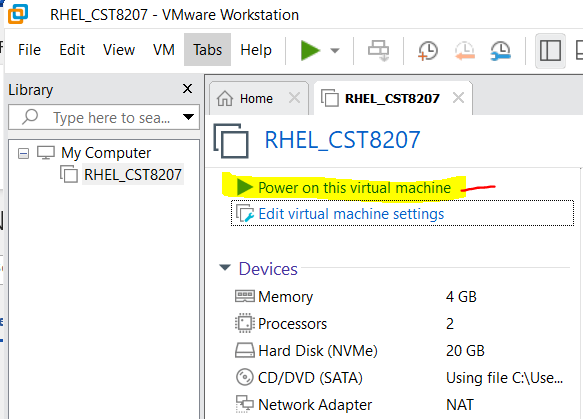 RHEL_CST8207 - VMware Workstation
File Edit View VM Tabs Help
Library
Type here to sea...
My Computer
RHEL_CST8207
Home
RHEL_CST8207
RHEL_CST8207
Power on this virtual machine
Edit virtual machine settings
Devices
Memory 4 GB
Processors 2
Hard Disk (NVMe) 20 GB
CD/DVD (SATA) Using file C:\Use...
Network Adapter NAT